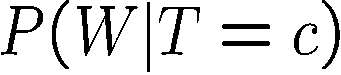 P(W|T = c)